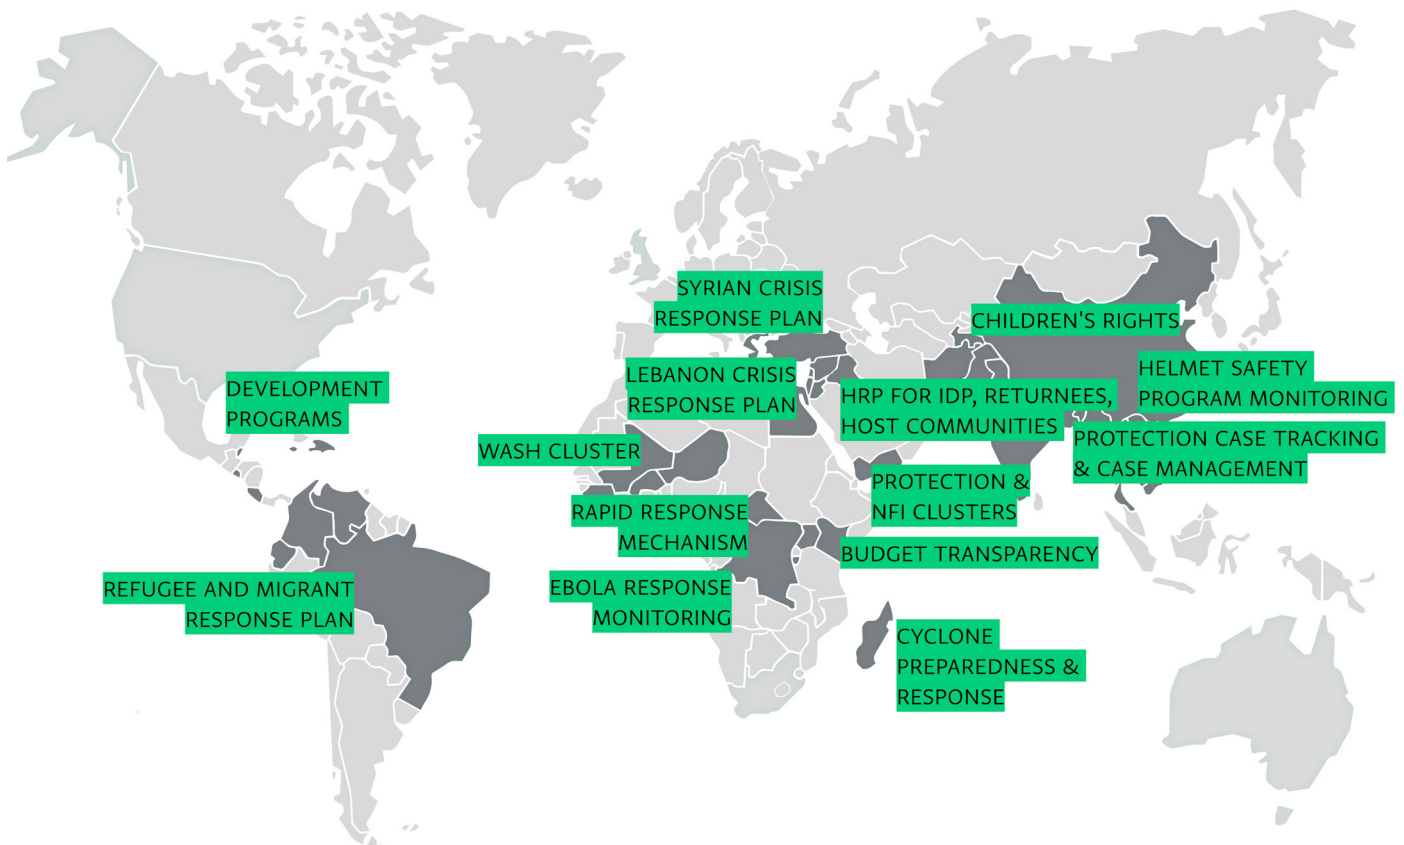 SYRIAN CRISIS
RESPONSE PLAN
CHILDREN'S RIGHTS
HELMET SAFETY
PROGRAM MONITORING
LEBANON CRISIS
RESPONSE PLAN
DEVELOPMENT
PROGRAMS
HRP FOR IDP, RETURNEES,
HOST COMMUNITIES
PROTECTION CASE TRACKING
& CASE MANAGEMENT
WASH CLUSTER
PROTECTION &
NFI CLUSTERS
RAPID RESPONSE
MECHANISM
BUDGET TRANSPARENCY
REFUGEE AND MIGRANT
RESPONSE PLAN
EBOLA RESPONSE
MONITORING
CYCLONE
PREPAREDNESS &
RESPONSE